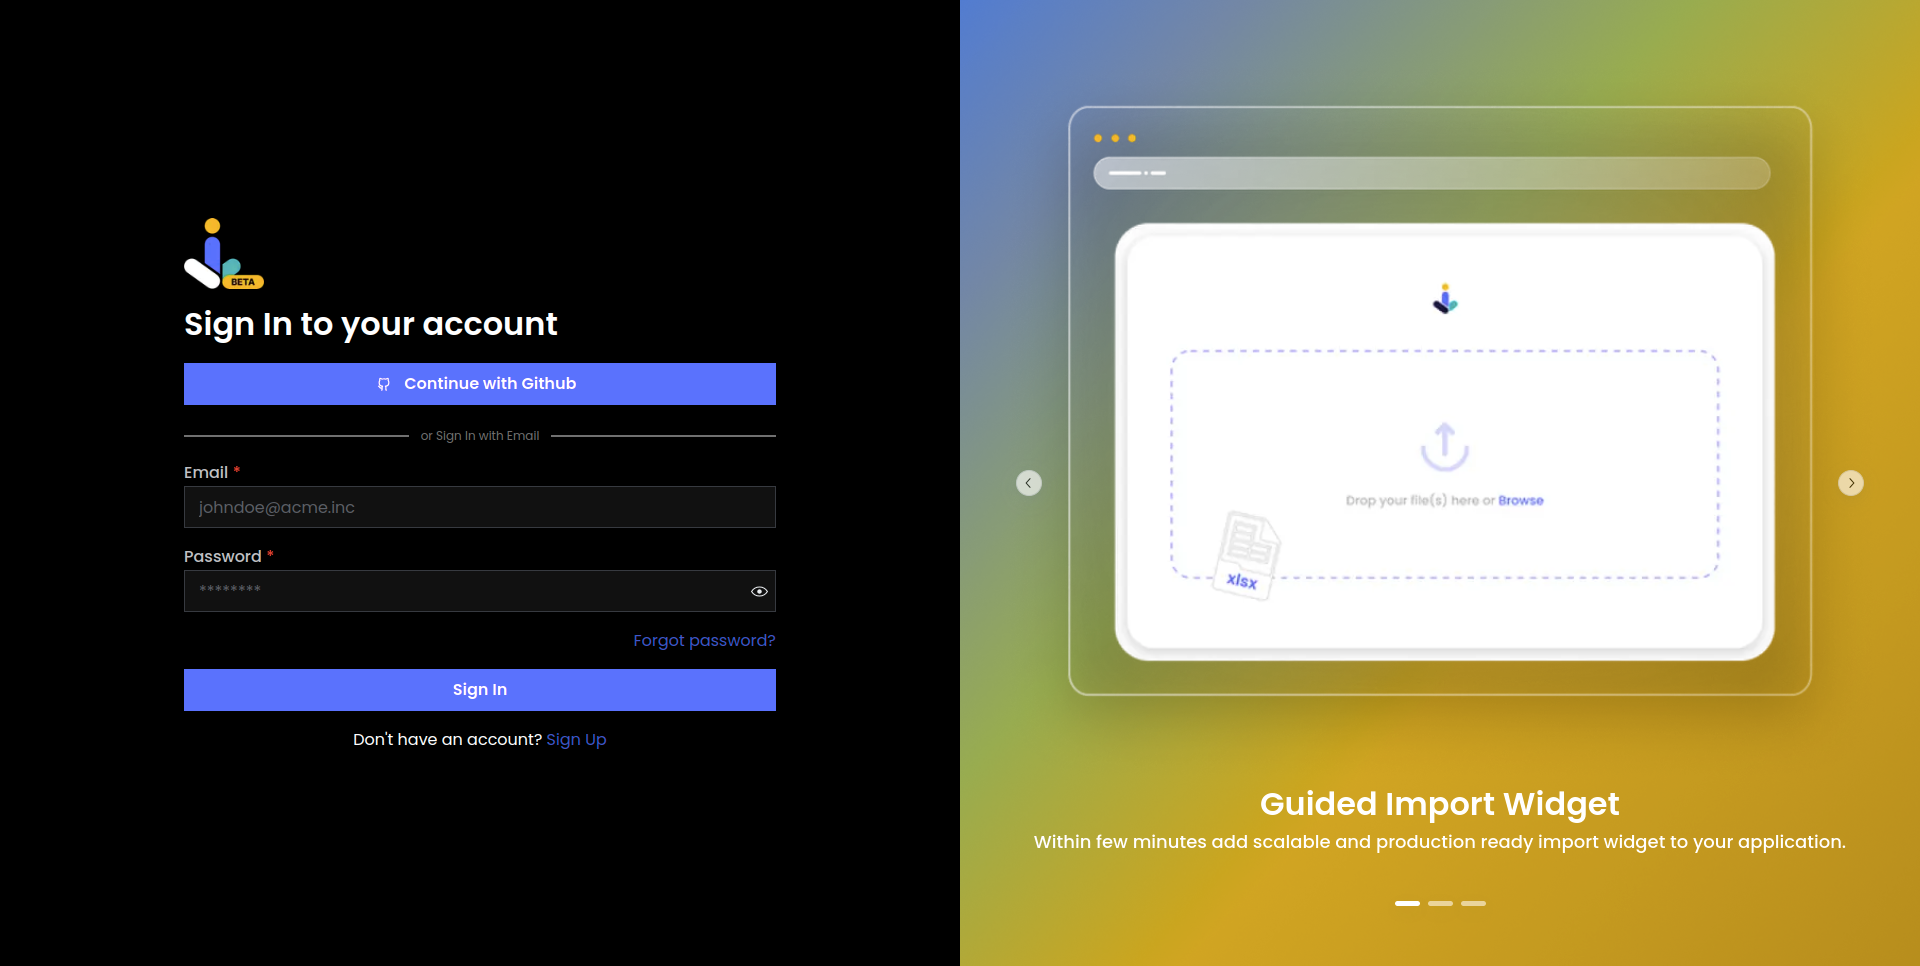 BETA
Sign In to your account
Continue with Github
or Sign In with Email
Email *
johndoe@acme.inc
Password *
********
Forgot password?
Sign In
Don't have an account? Sign Up
Drop your file(s) here or Browse
xlsx
Guided Import Widget
Within few minutes add scalable and production ready import widget to your application.